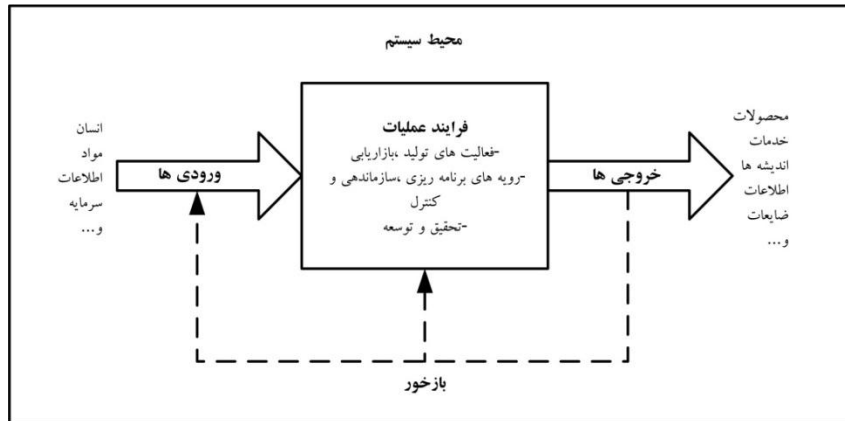 محیط سیستم
انسان
مواد
اطلاعات
سرمایه
و...
ورودی ها
فرایند عملیات
-فعالیت های تولید ،بازاریابی
-رویه های برنامه ریزی ،سازماندهی و
کنترل
-تحقیق و توسعه
خروجی ها
محصولات
خدمات
اندیشه ها
اطلاعات
ضایعات
و...
بازخور